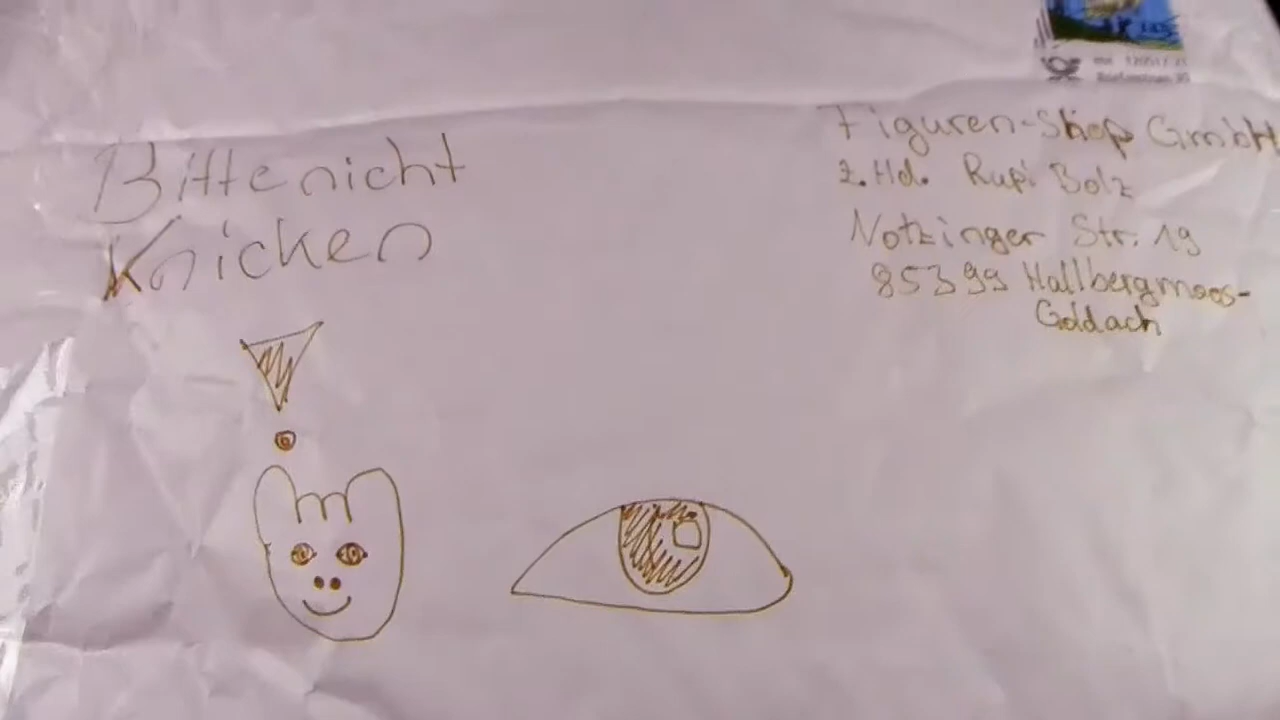 Bitte nicht
Knicken
Figuren-Shop GmbH
z. Hd. Rupi Bolz
Notzinger Str. 19
85399 Hallbergmoos-
Goldach